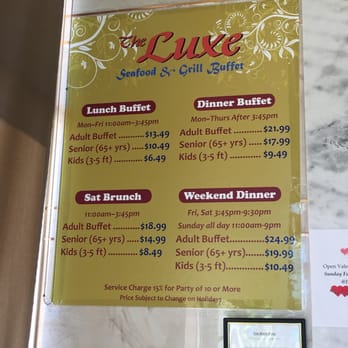 The Luxe
Seafood & Grill Buffet
Lunch Buffet
Mon-Fri 11:00am-3:45pm
Adult Buffet ............$13.49
Senior (65+ yrs) .....$10.49
Kids (3-5 ft) ............$6.49
Dinner Buffet
Mon-Thurs After 3:45pm
Adult Buffet ............$21.99
Senior (65+ yrs) .....$17.99
Kids (3-5 ft) ............$9.49
Sat Brunch
11:00am-3:45pm
Adult Buffet ............$18.99
Senior (65+ yrs) .....$14.99
Kids (3-5 ft) ............$8.49
Weekend Dinner
Fri, Sat 3:45pm-9:30pm
Sunday all day 11:00am-9pm
Adult Buffet............$24.99
Senior (65+ yrs).....$19.99
Kids (3-5 ft)............$10.49
Service Charge 15% for Party of 10 or More
Price Subject to Change on Holiday!
Open Vale
Sunday Fe